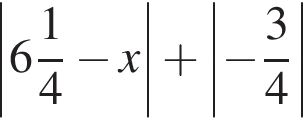 |6 1/4 − x| + |− 3/4|